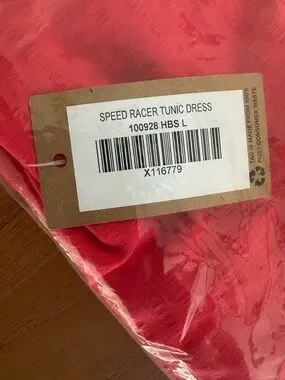 SPEED RACER TUNIC DRESS
100928 HBS L
X116779
TAG IS MADE FROM 100%
POST-CONSUMER WASTE